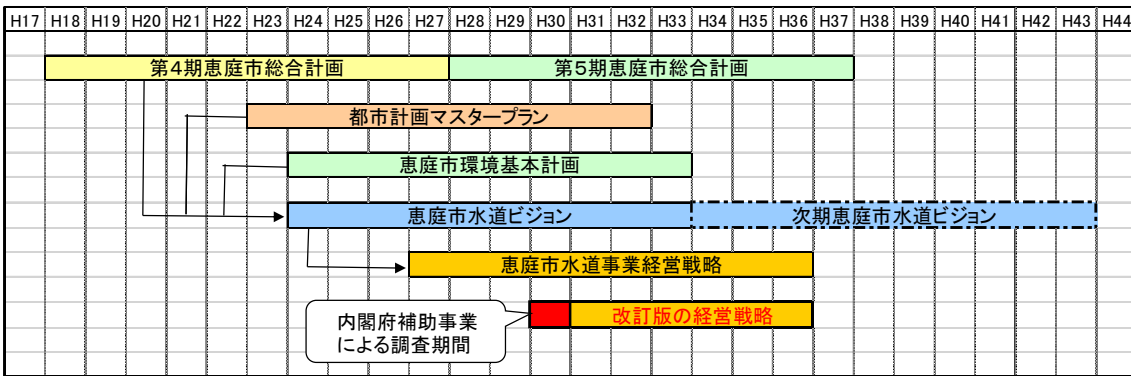 H17 H18 H19 H20 H21 H22 H23 H24 H25 H26 H27 H28 H29 H30 H31 H32 H33 H34 H35 H36 H37 H38 H39 H40 H41 H42 H43 H44
第4期恵庭市総合計画 第5期恵庭市総合計画
都市計画マスタープラン
恵庭市環境基本計画
恵庭市水道ビジョン 次期恵庭市水道ビジョン
恵庭市水道事業経営戦略
改訂版の経営戦略
内閣府補助事業
による調査期間